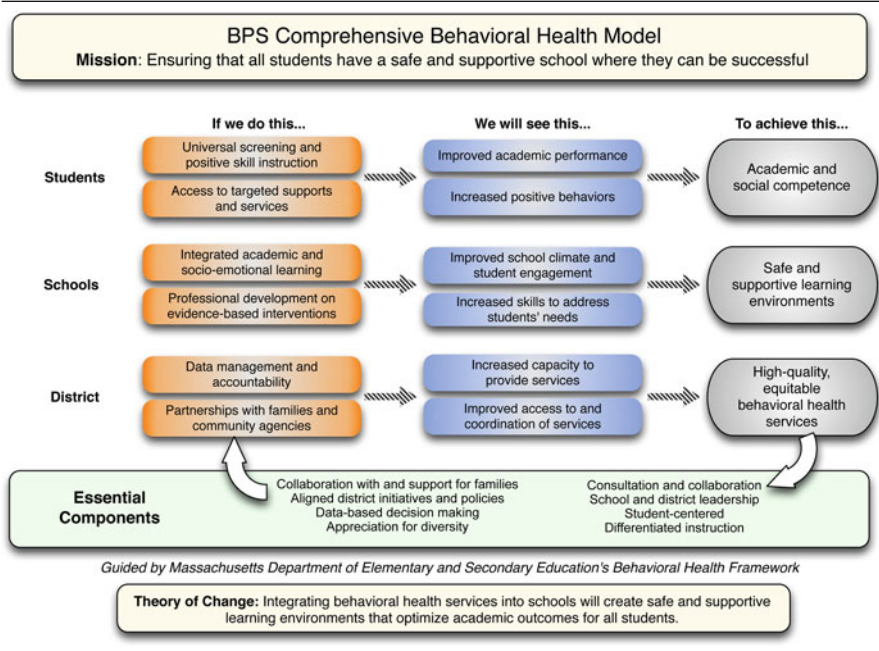 BPS Comprehensive Behavioral Health Model
Mission: Ensuring that all students have a safe and supportive school where they can be successful
If we do this...
We will see this...
To achieve this...
Students
Universal screening and
positive skill instruction
Access to targeted supports
and services
Improved academic performance
Increased positive behaviors
Academic and
social competence
Schools
Integrated academic and
socio-emotional learning
Professional development on
evidence-based interventions
Improved school climate and
student engagement
Increased skills to address
students' needs
Safe and
supportive learning
environments
District
Data management and
accountability
Partnerships with families and
community agencies
Increased capacity to
provide services
Improved access to and
coordination of services
High-quality,
equitable
behavioral health
services
Essential
Components
Collaboration with and support for families
Aligned district initiatives and policies
Data-based decision making
Appreciation for diversity
Consultation and collaboration
School and district leadership
Student-centered
Differentiated instruction
Guided by Massachusetts Department of Elementary and Secondary Education's Behavioral Health Framework
Theory of Change: Integrating behavioral health services into schools will create safe and supportive
learning environments that optimize academic outcomes for all students.